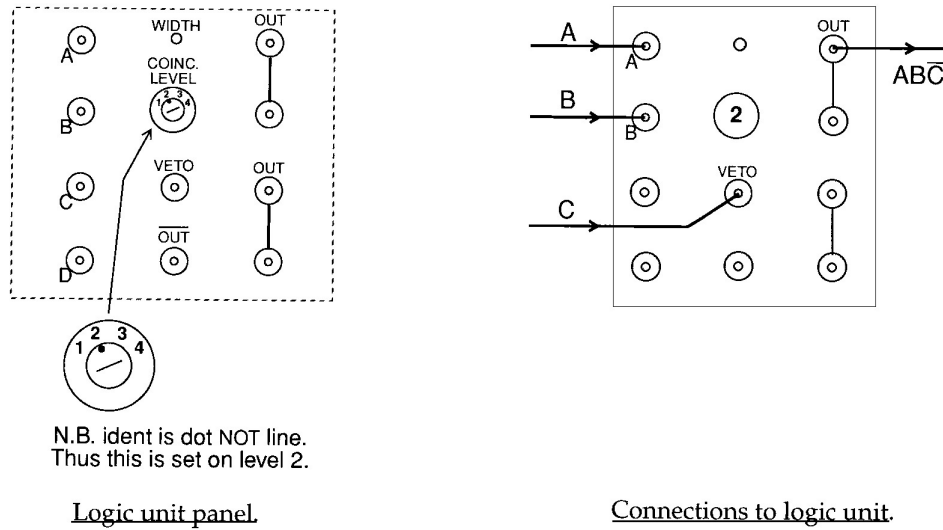 WIDTH
OUT
A
COINC.
LEVEL
1 2 3 4
B
VETO
OUT
C
O̅U̅T̅
D
1 2 3 4
N.B. ident is dot NOT line.
Thus this is set on level 2.
Logic unit panel.
A
A
OUT
ABC̅
B
B
2
VETO
C
Connections to logic unit.